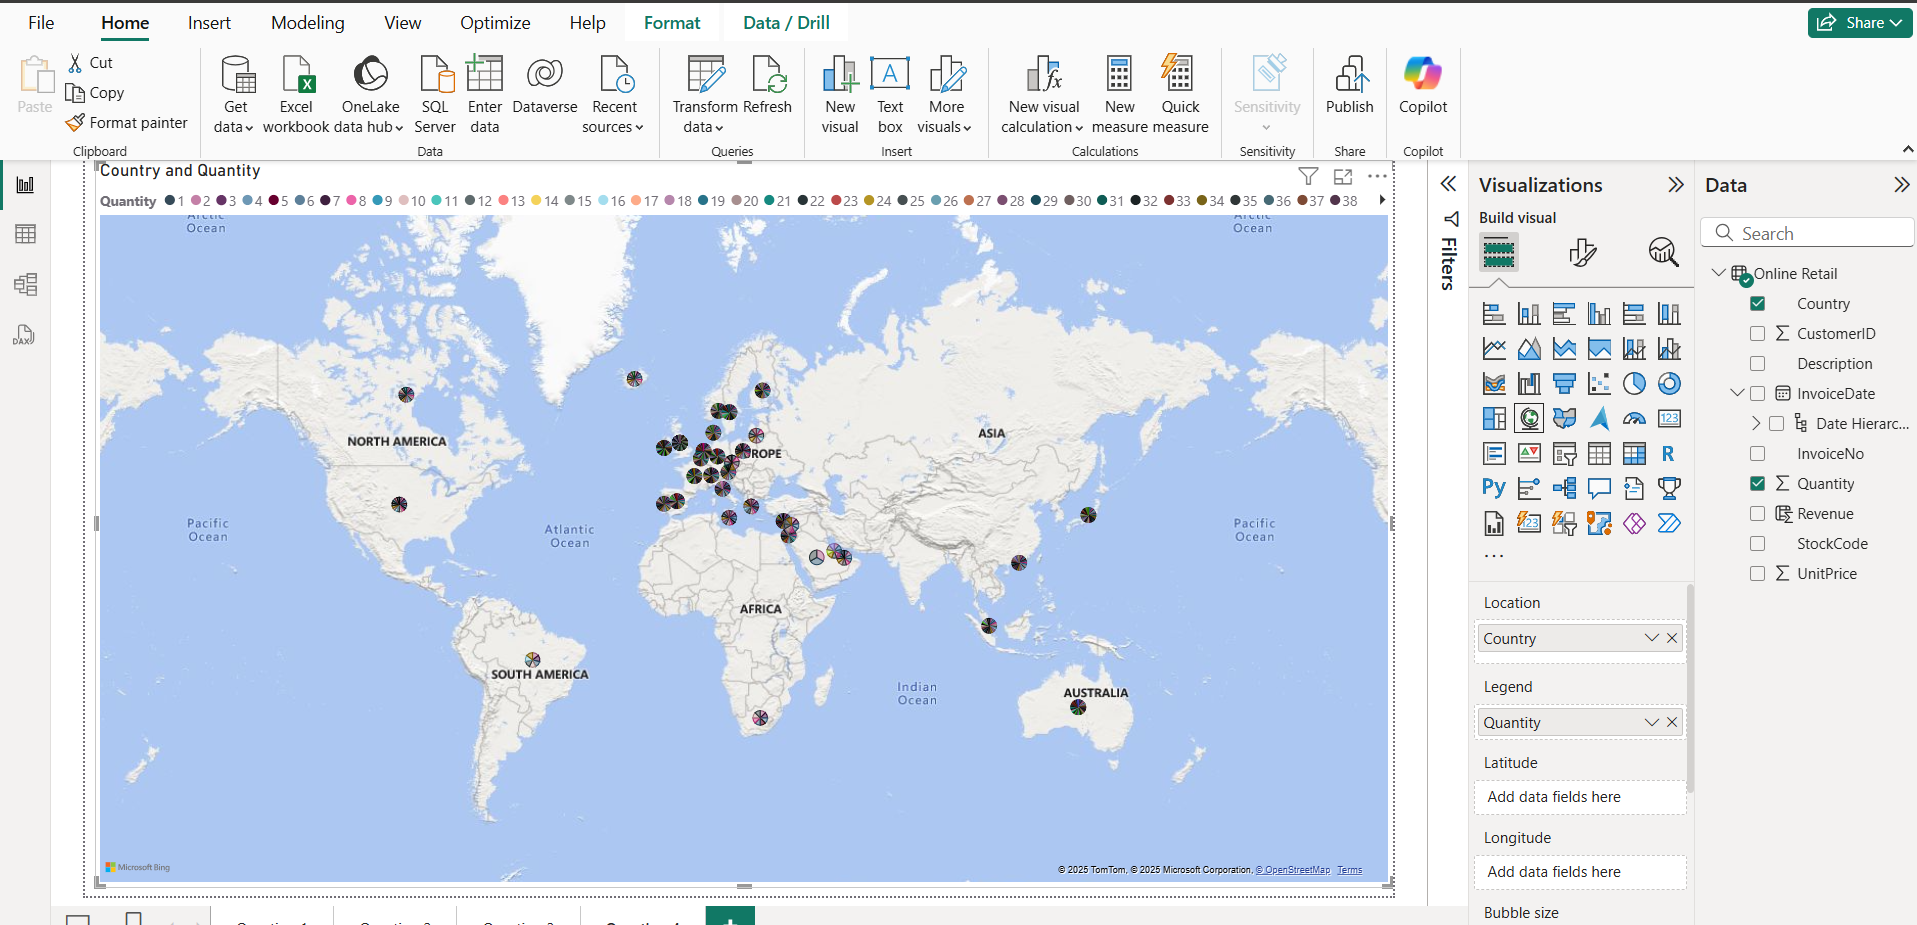 File Home Insert Modeling View Optimize Help Format Data / Drill Share
Paste
Cut
Copy
Format painter
Clipboard
Get data
Excel workbook
OneLake data hub
SQL Server
Enter data
Dataverse
Recent sources
Data
Transform data
Refresh
Queries
New visual
Text box
More visuals
Insert
New visual calculation
New measure
Quick measure
Calculations
Sensitivity
Sensitivity
Publish
Share
Copilot
Copilot
Country and Quantity
Quantity 1 2 3 4 5 6 7 8 9 10 11 12 13 14 15 16 17 18 19 20 21 22 23 24 25 26 27 28 29 30 31 32 33 34 35 36 37 38
Arctic Ocean
Arctic Ocean
NORTH AMERICA
ASIA
ROPE
Pacific Ocean
Atlantic Ocean
Pacific Ocean
AFRICA
SOUTH AMERICA
Indian Ocean
AUSTRALIA
Microsoft Bing
© 2025 TomTom, © 2025 Microsoft Corporation, © OpenStreetMap Terms
Filters
Visualizations
Build visual
R
Py
123
123
DAX
Location
Country
Legend
Quantity
Latitude
Add data fields here
Longitude
Add data fields here
Bubble size
Data
Search
Online Retail
Country
CustomerID
Description
InvoiceDate
Date Hierarc...
InvoiceNo
Quantity
Revenue
StockCode
UnitPrice